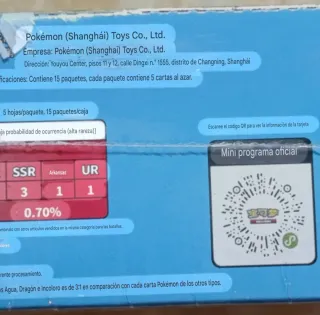 Pokémon (Shanghái) Toys Co., Ltd.
Empresa: Pokémon (Shanghai) Toys Co., Ltd.
Dirección: Youyou Center, pisos 11 y 12, calle Dingxi n.° 1555, distrito de Changning, Shanghái
ficaciones: Contiene 15 paquetes, cada paquete contiene 5 cartas al azar.
5 hojas/paquete, 15 paquetes/caja
ja probabilidad de ocurrencia (alta rareza)]
Escanee el código QR para ver la información de la tarjeta
Mini programa oficial
SSR
UR
3 1 1
0.70%
rante procesamiento.
s Agua, Dragón e incoloro es de 3:1 en comparación con cada carta Pokémon de los otros tipos.